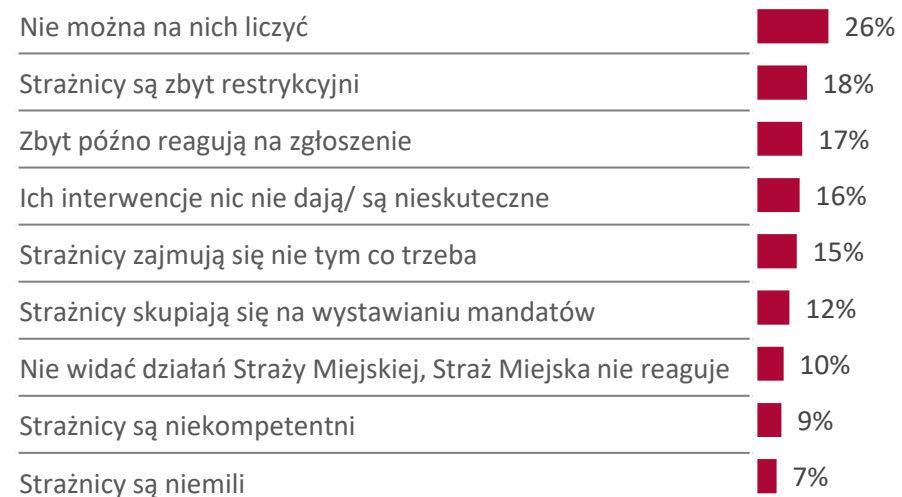 Nie można na nich liczyć 26%
Strażnicy są zbyt restrykcyjni 18%
Zbyt późno reagują na zgłoszenie 17%
Ich interwencje nic nie dają/ są nieskuteczne 16%
Strażnicy zajmują się nie tym co trzeba 15%
Strażnicy skupiają się na wystawianiu mandatów 12%
Nie widać działań Straży Miejskiej, Straż Miejska nie reaguje 10%
Strażnicy są niekompetentni 9%
Strażnicy są niemili 7%